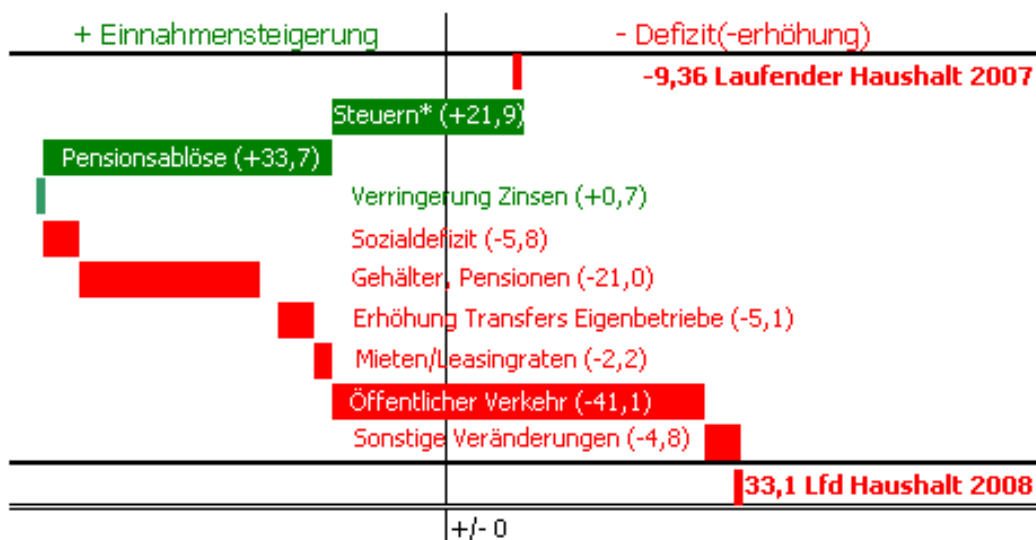 + Einnahmensteigerung
- Defizit(-erhöhung)
-9,36 Laufender Haushalt 2007
Steuern* (+21,9)
Pensionsablöse (+33,7)
Verringerung Zinsen (+0,7)
Sozialdefizit (-5,8)
Gehälter, Pensionen (-21,0)
Erhöhung Transfers Eigenbetriebe (-5,1)
Mieten/Leasingraten (-2,2)
Öffentlicher Verkehr (-41,1)
Sonstige Veränderungen (-4,8)
33,1 Lfd Haushalt 2008
+/- 0